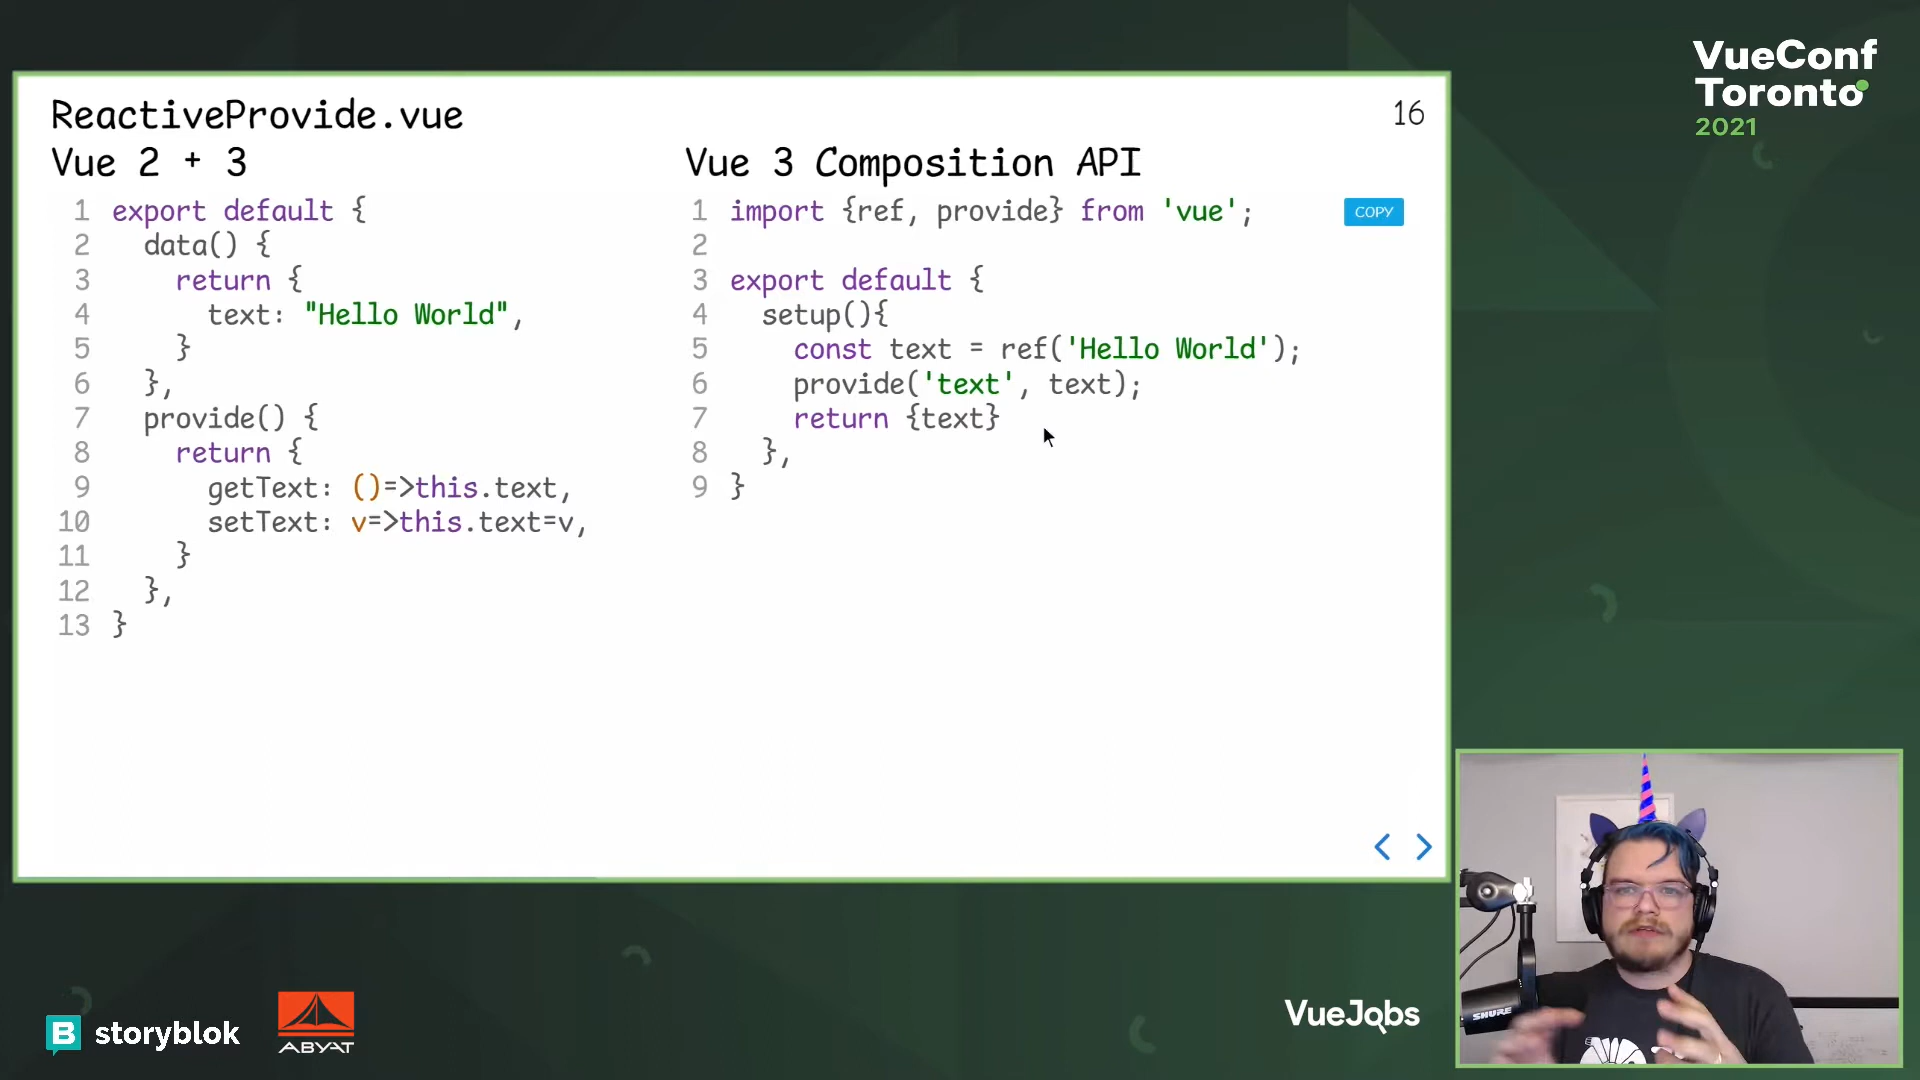 VueConf
Toronto
2021
ReactiveProvide.vue
16
Vue 2 + 3
1 export default {
2   data() {
3     return {
4       text: "Hello World",
5     }
6   },
7   provide() {
8     return {
9       getText: ()=>this.text,
10       setText: v=>this.text=v,
11     }
12   },
13 }
Vue 3 Composition API
COPY
1 import {ref, provide} from 'vue';
2
3 export default {
4   setup(){
5     const text = ref('Hello World');
6     provide('text', text);
7     return {text}
8   },
9 }
< >
SHURE
B storyblok
ABYAT
VueJobs